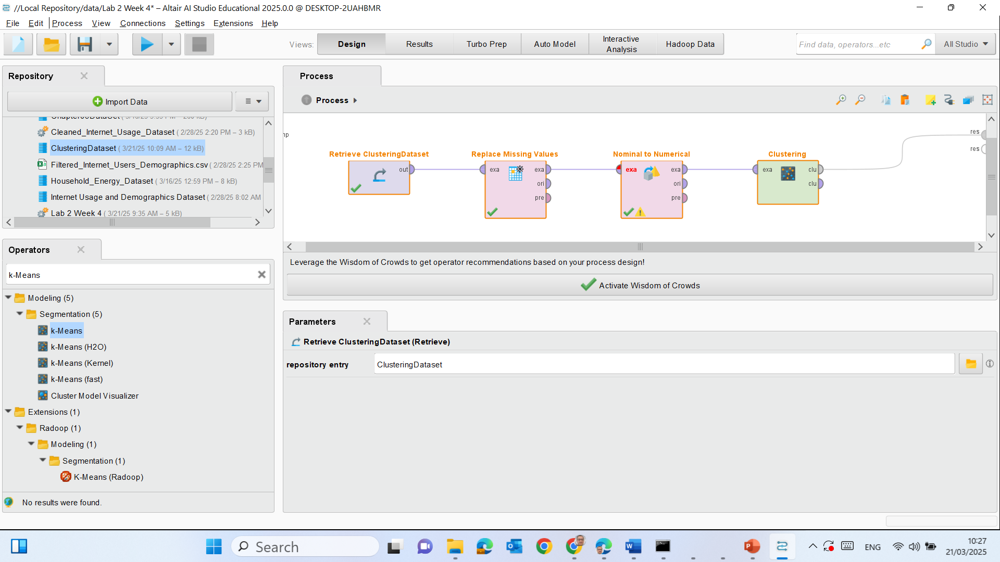 //Local Repository/data/Lab 2 Week 4* – Altair AI Studio Educational 2025.0.0 @ DESKTOP-2UAHBMR
File Edit Process View Connections Settings Extensions Help
Views: Design Results Turbo Prep Auto Model Interactive Analysis Hadoop Data
Find data, operators...etc
All Studio
Repository
Import Data
Cleaned_Internet_Usage_Dataset ( 2/28/25 2:20 PM – 3 kB)
ClusteringDataset ( 3/21/25 10:09 AM – 12 kB)
Filtered_Internet_Users_Demographics.csv ( 2/28/25 2:25 PM
Household_Energy_Dataset ( 3/16/25 12:59 PM – 8 kB)
Internet Usage and Demographics Dataset ( 2/28/25 8:02 AM
Lab 2 Week 4 ( 3/21/25 9:35 AM – 5 kB)
Operators
k-Means
Modeling (5)
Segmentation (5)
k-Means
k-Means (H2O)
k-Means (Kernel)
k-Means (fast)
Cluster Model Visualizer
Extensions (1)
Radoop (1)
Modeling (1)
Segmentation (1)
K-Means (Radoop)
No results were found.
Process
Process
np
res
res
Retrieve ClusteringDataset
out
Replace Missing Values
exa exa
ori
pre
Nominal to Numerical
exa exa
ori
pre
Clustering
exa clu
clu
Leverage the Wisdom of Crowds to get operator recommendations based on your process design!
Activate Wisdom of Crowds
Parameters
Retrieve ClusteringDataset (Retrieve)
repository entry
ClusteringDataset
Search
ENG
10:27
21/03/2025